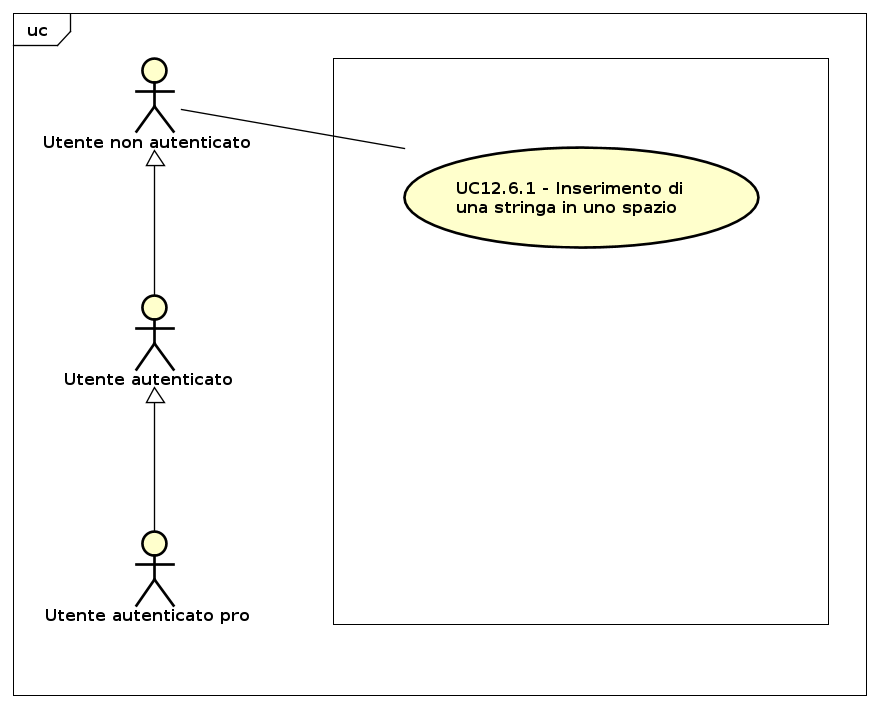 uc
Utente non autenticato
UC12.6.1 - Inserimento di
una stringa in uno spazio
Utente autenticato
Utente autenticato pro